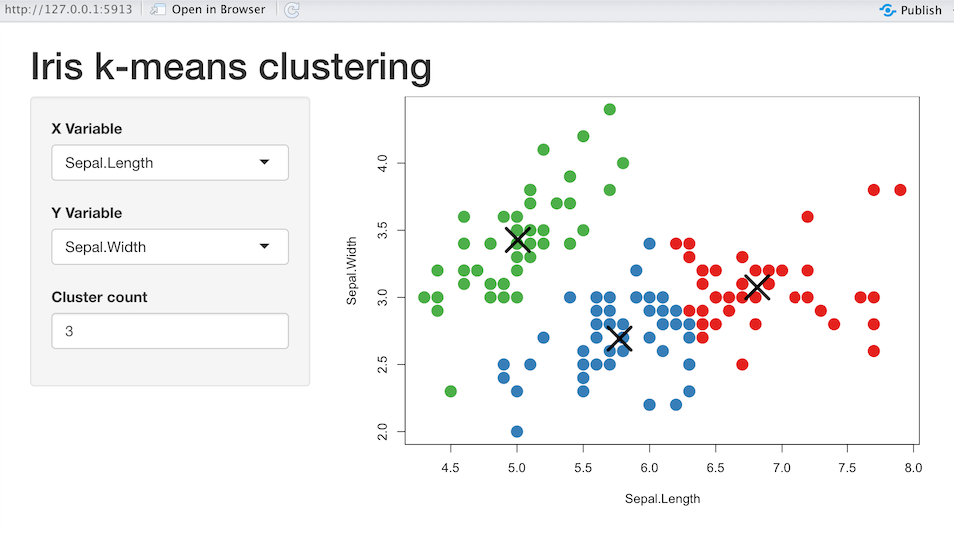 http://127.0.0.1:5913 Open in Browser Publish
Iris k-means clustering
X Variable
Sepal.Length
Y Variable
Sepal.Width
Cluster count
3
Sepal.Width
4.0
3.5
3.0
2.5
2.0
4.5 5.0 5.5 6.0 6.5 7.0 7.5 8.0
Sepal.Length